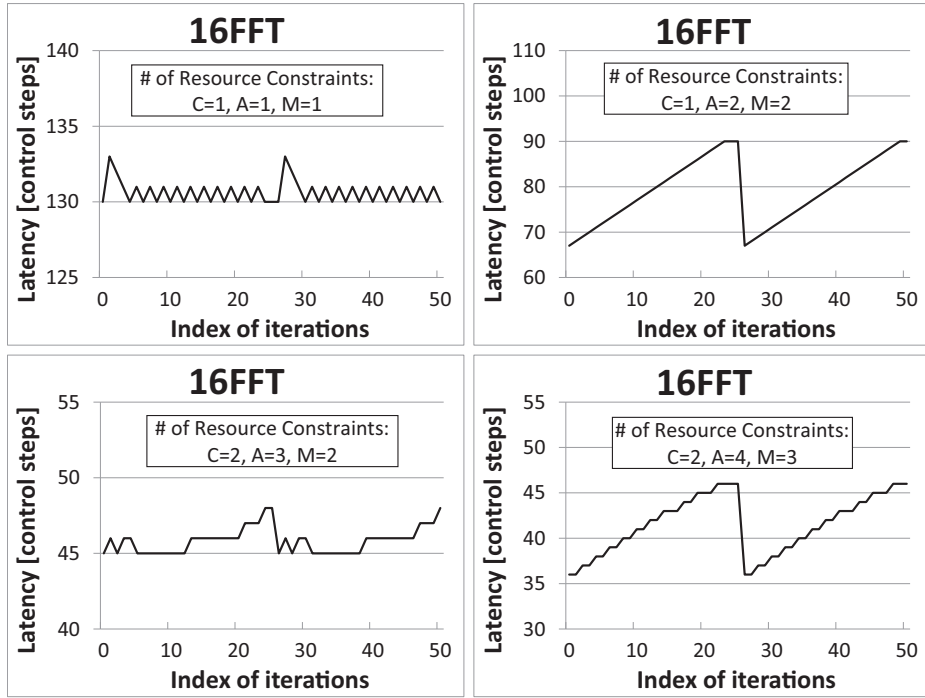 16FFT
# of Resource Constraints:
C=1, A=1, M=1
Latency [control steps]
140
135
130
125
0 10 20 30 40 50
Index of iterations
16FFT
# of Resource Constraints:
C=1, A=2, M=2
Latency [control steps]
110
100
90
80
70
60
0 10 20 30 40 50
Index of iterations
16FFT
# of Resource Constraints:
C=2, A=3, M=2
Latency [control steps]
55
50
45
40
0 10 20 30 40 50
Index of iterations
16FFT
# of Resource Constraints:
C=2, A=4, M=3
Latency [control steps]
55
50
45
40
35
30
0 10 20 30 40 50
Index of iterations